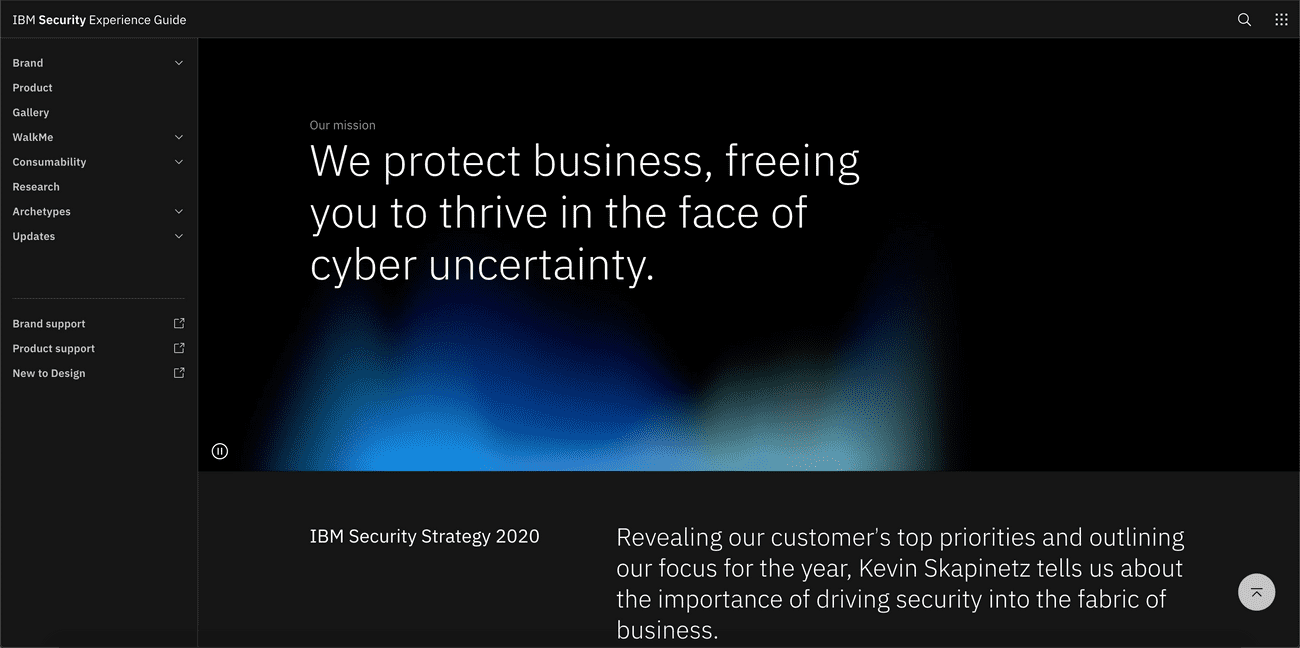 IBM Security Experience Guide
Brand
Product
Gallery
WalkMe
Consumability
Research
Archetypes
Updates
Brand support
Product support
New to Design
Our mission
We protect business, freeing
you to thrive in the face of
cyber uncertainty.
IBM Security Strategy 2020
Revealing our customer's top priorities and outlining
our focus for the year, Kevin Skapinetz tells us about
the importance of driving security into the fabric of
business.